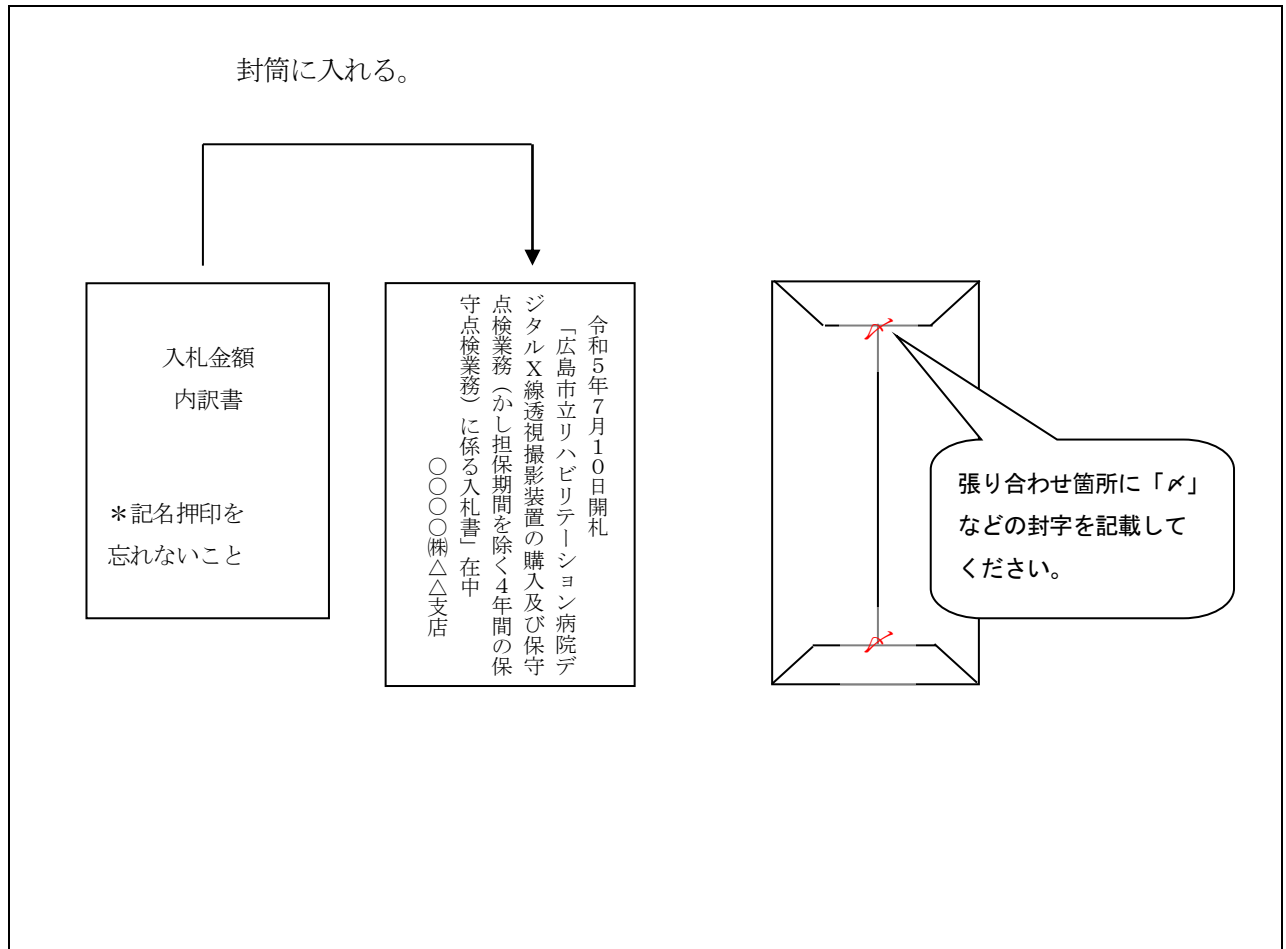 封筒に入れる。
入札金額
内訳書
＊記名押印を
忘れないこと
令和５年７月１０日開札
「広島市立リハビリテーション病院デ
ジタルＸ線透視撮影装置の購入及び保守
点検業務（かし担保期間を除く４年間の保
守点検業務）に係る入札書」在中
○○○○㈱△△支店
〆
張り合わせ箇所に「〆」
などの封字を記載して
ください。
〆